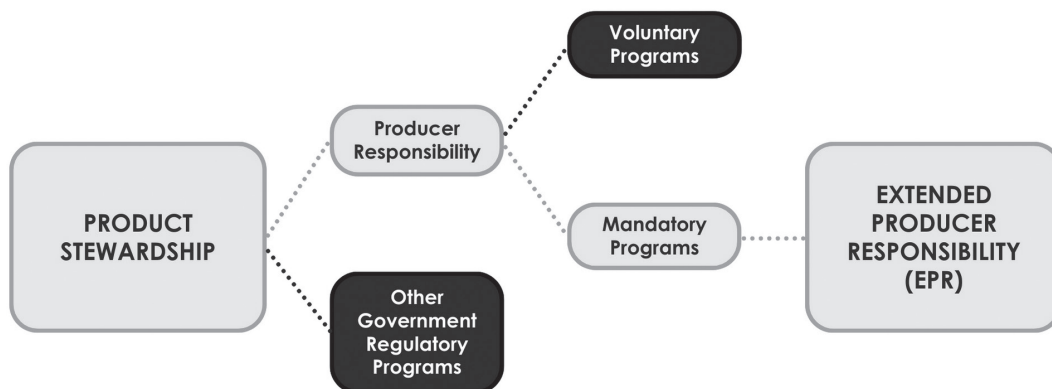 PRODUCT
STEWARDSHIP
Producer
Responsibility
Other
Government
Regulatory
Programs
Voluntary
Programs
Mandatory
Programs
EXTENDED
PRODUCER
RESPONSIBILITY
(EPR)